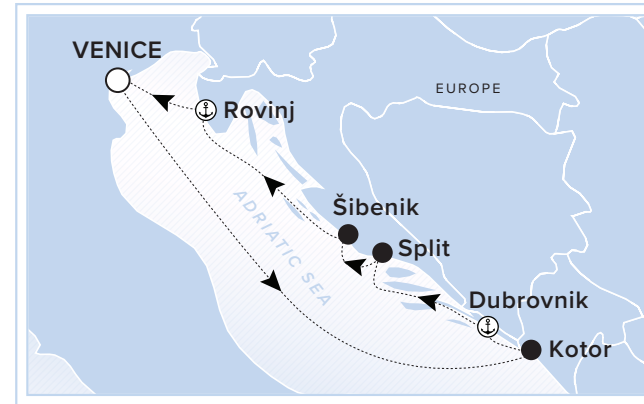 VENICE
EUROPE
Rovinj
ADRIATIC SEA
Šibenik
Split
Dubrovnik
Kotor